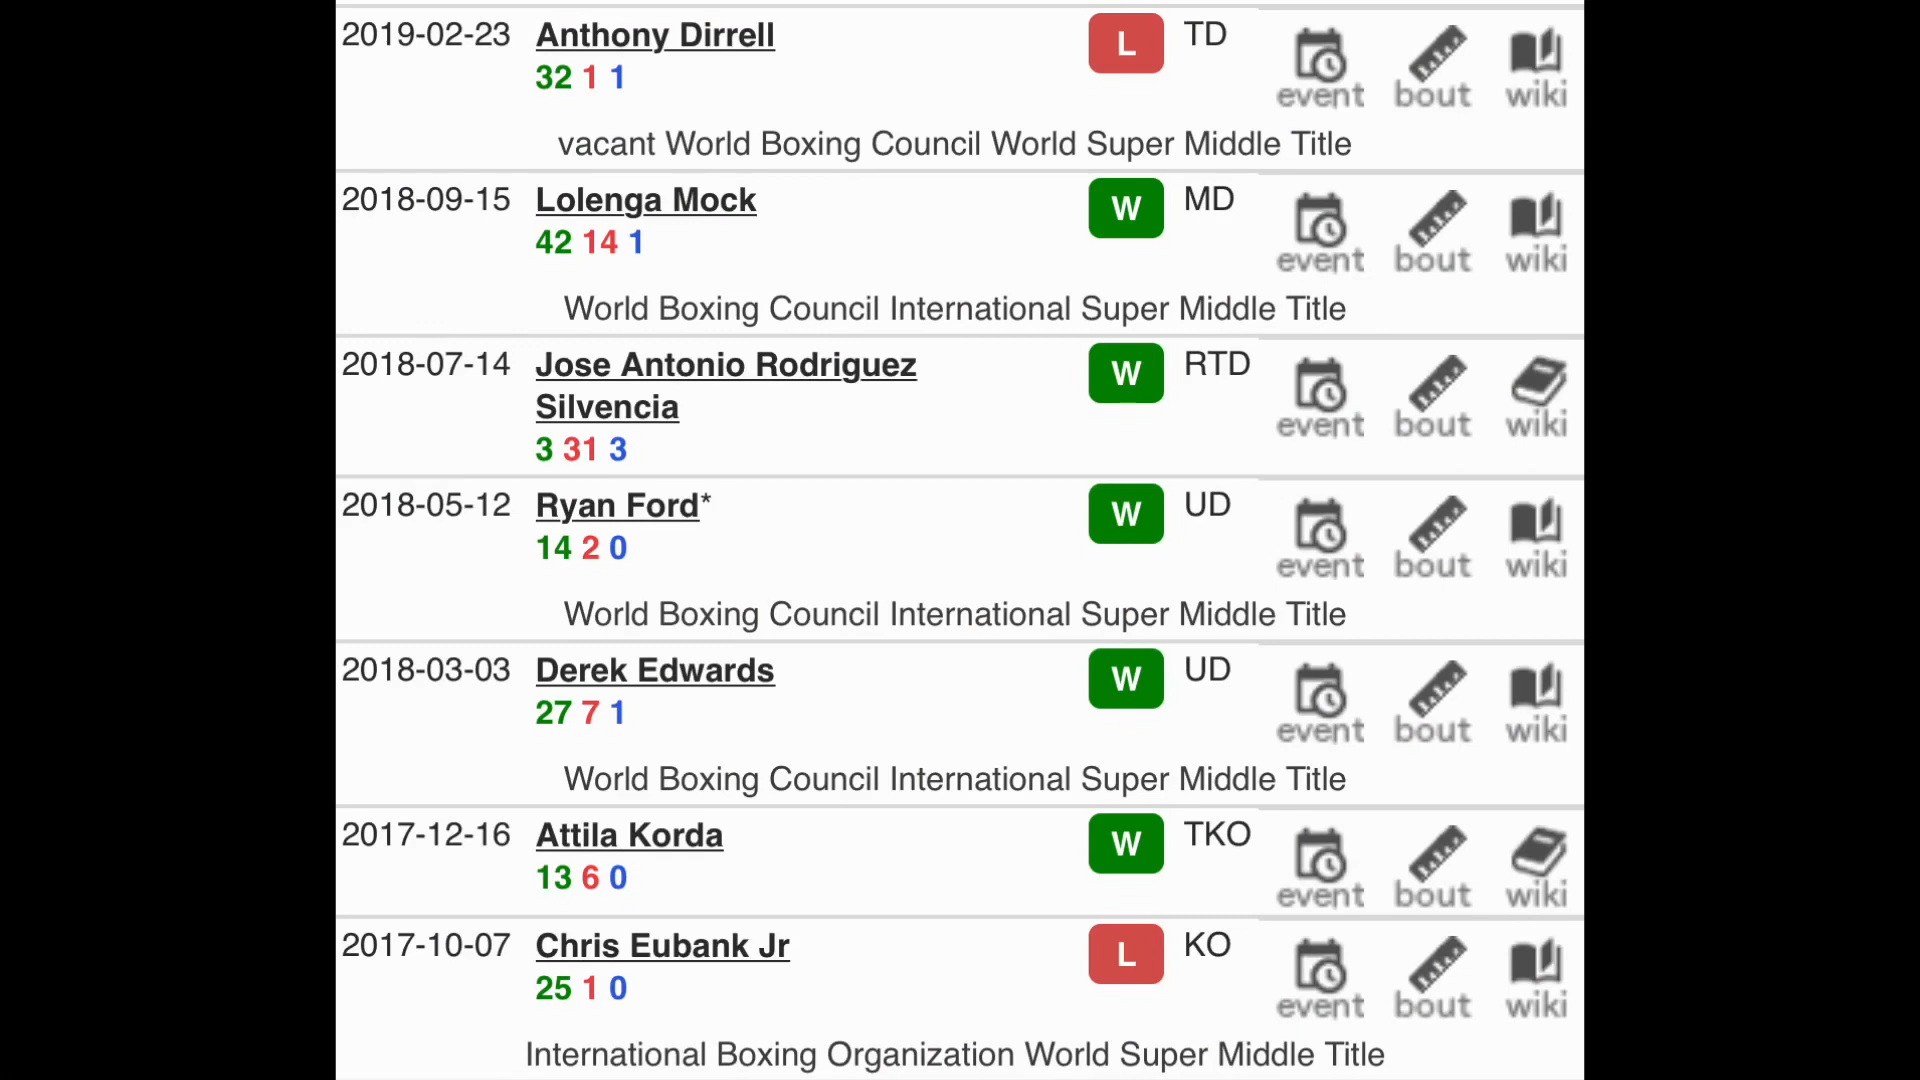 2019-02-23 Anthony Dirrell L TD
32 1 1
event bout wiki
vacant World Boxing Council World Super Middle Title
2018-09-15 Lolenga Mock W MD
42 14 1
event bout wiki
World Boxing Council International Super Middle Title
2018-07-14 Jose Antonio Rodriguez W RTD
Silvencia
event bout wiki
3 31 3
2018-05-12 Ryan Ford* W UD
14 2 0
event bout wiki
World Boxing Council International Super Middle Title
2018-03-03 Derek Edwards W UD
27 7 1
event bout wiki
World Boxing Council International Super Middle Title
2017-12-16 Attila Korda W TKO
13 6 0
event bout wiki
2017-10-07 Chris Eubank Jr L KO
25 1 0
event bout wiki
International Boxing Organization World Super Middle Title